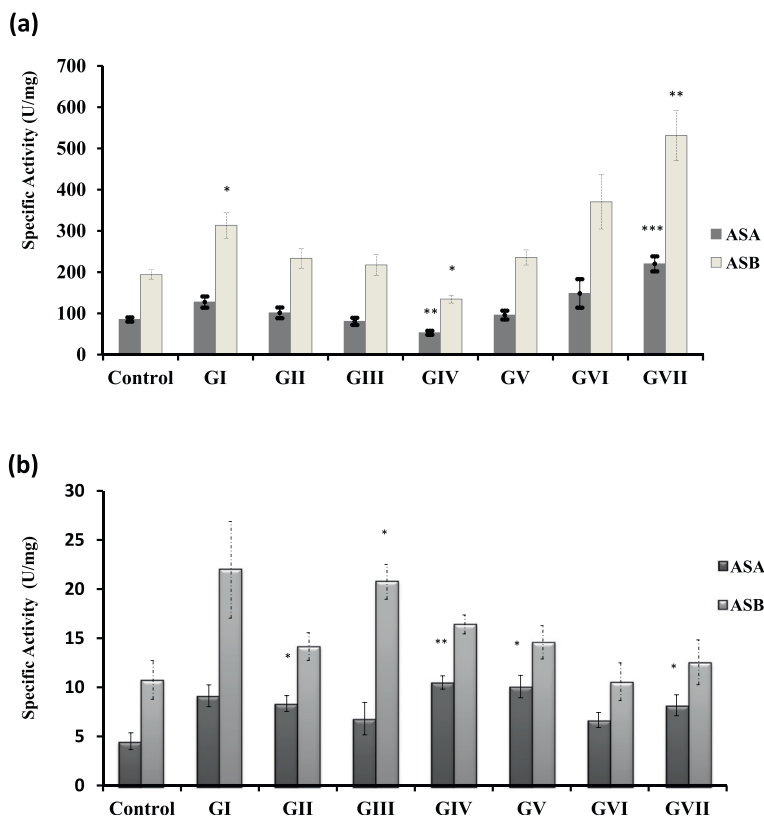 (a)
Specific Activity (U/mg)
700
600
500
400
300
200
100
0
*
**
*
***
**
Control GI GII GIII GIV GV GVI GVII
ASA
ASB
(b)
Specific Activity (U/mg)
30
25
20
15
10
5
0
*
*
**
*
*
Control GI GII GIII GIV GV GVI GVII
ASA
ASB